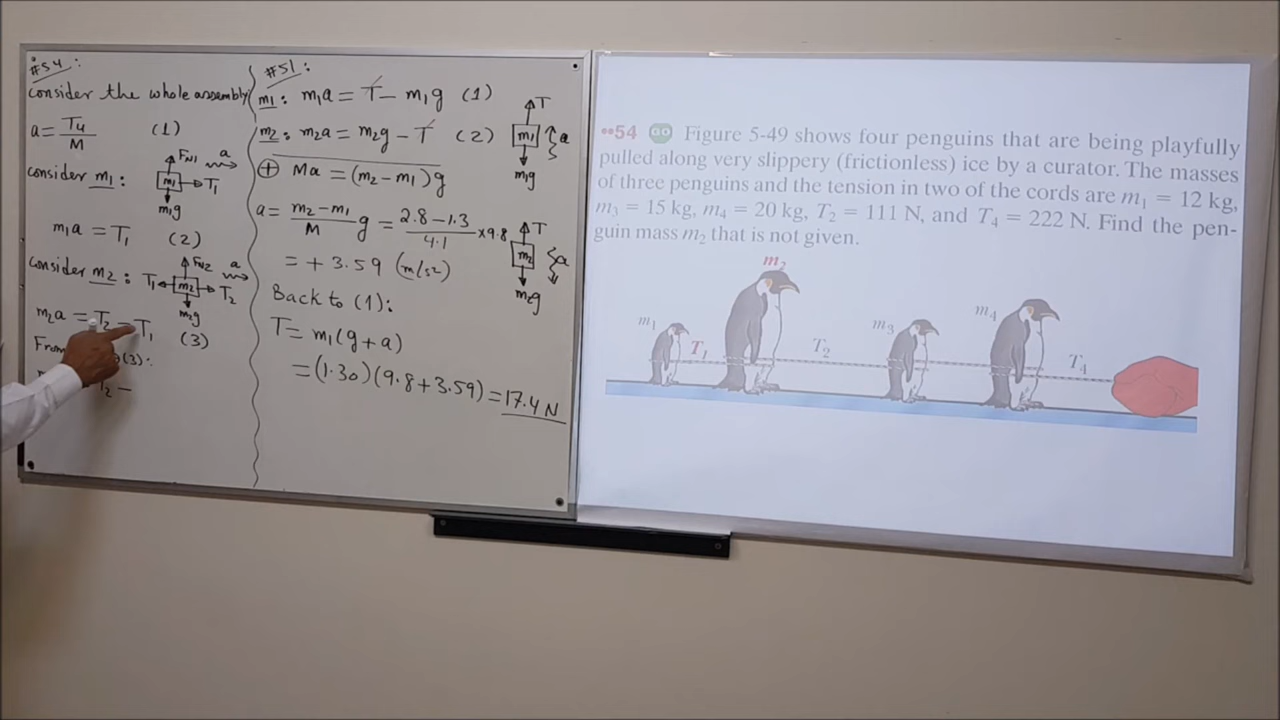 #54:
consider the whole assembly
a = T4/M (1)
FN1 a
consider m1: m1 T1
m1g
m1a = T1 (2)
FN2 a
consider m2: T1 m2 T2
m2g
m2a = T2 - T1 (3)
From (3):
T2 -
#51:
m1: m1a = T - m1g (1)
m2: m2a = m2g - T (2)
+ Ma = (m2 - m1)g
a = m2 - m1/M g = 2.8 - 1.3/4.1 × 9.8
= + 3.59 (m/s2)
Back to (1):
T = m1(g + a)
= (1.30)(9.8 + 3.59) = 17.4 N
T
m1 a
m1g
T
m2 a
m2g
••54 GO Figure 5-49 shows four penguins that are being playfully
pulled along very slippery (frictionless) ice by a curator. The masses
of three penguins and the tension in two of the cords are m1 = 12 kg,
m3 = 15 kg, m4 = 20 kg, T2 = 111 N, and T4 = 222 N. Find the pen-
guin mass m2 that is not given.
m2
m1 m3 m4
T1 T2 T4